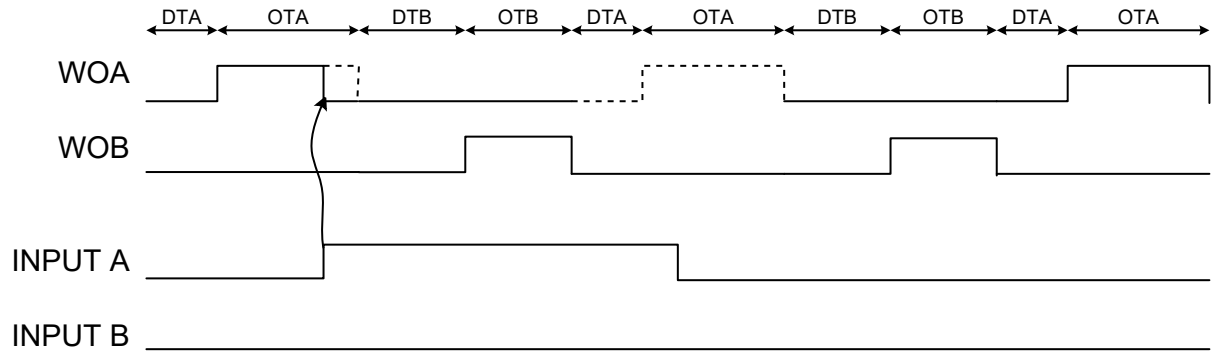 DTA OTA DTB OTB DTA OTA DTB OTB DTA OTA
WOA
WOB
INPUT A
INPUT B